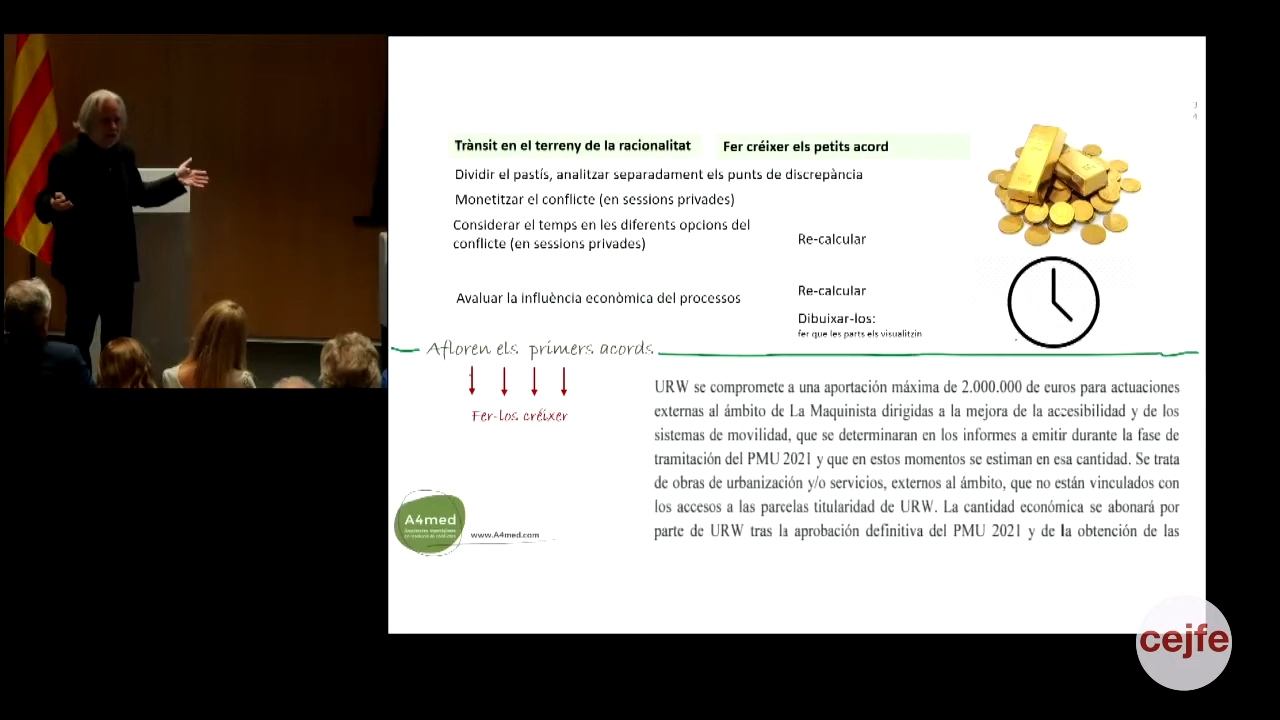 3
4
Trànsit en el terreny de la racionalitat
Fer créixer els petits acord
Dividir el pastís, analitzar separadament els punts de discrepància
Monetitzar el conflicte (en sessions privades)
Considerar el temps en les diferents opcions del
conflicte (en sessions privades)
Re-calcular
Avaluar la influència econòmica del processos
Re-calcular
Dibuixar-los:
fer que les parts els visualitzin
Afloren els primers acords
Fer-los créixer
URW se compromete a una aportación máxima de 2.000.000 de euros para actuaciones
externas al ámbito de La Maquinista dirigidas a la mejora de la accesibilidad y de los
sistemas de movilidad, que se determinaran en los informes a emitir durante la fase de
tramitación del PMU 2021 y que en estos momentos se estiman en esa cantidad. Se trata
de obras de urbanización y/o servicios, externos al ámbito, que no están vinculados con
los accesos a las parcelas titularidad de URW. La cantidad económica se abonará por
parte de URW tras la aprobación definitiva del PMU 2021 y de la obtención de las
A4med
www.A4med.com
cejfe